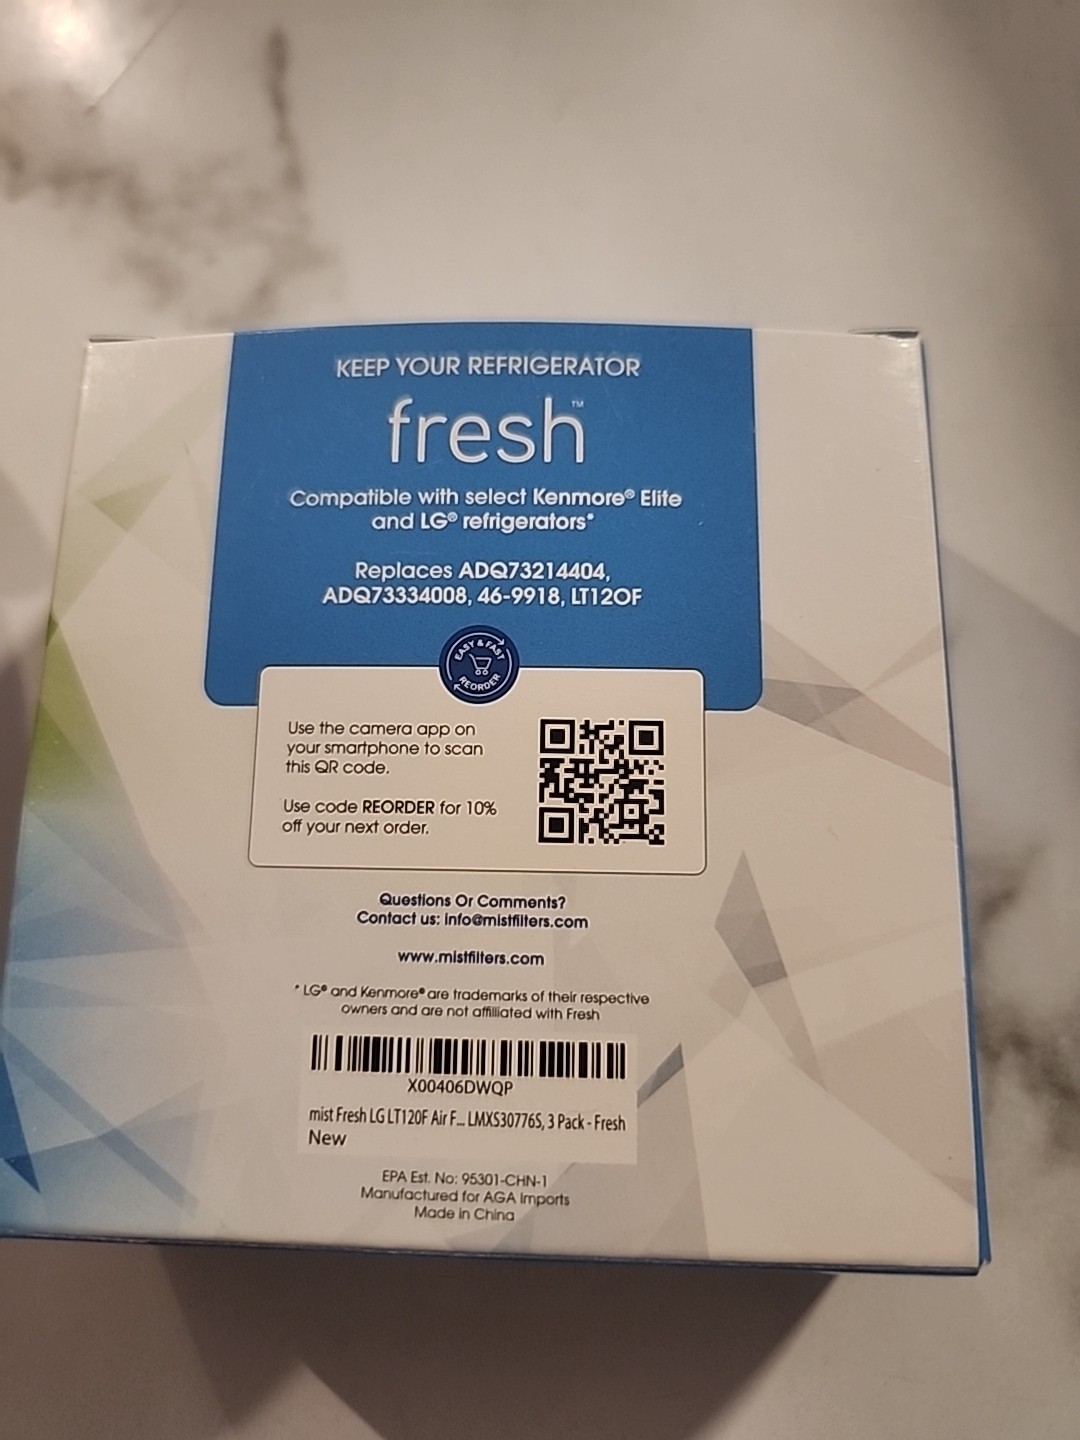 KEEP YOUR REFRIGERATOR
fresh™
Compatible with select Kenmore® Elite
and LG® refrigerators*
Replaces ADQ73214404,
ADQ73334008, 46-9918, LT12OF
EASY & FAST
REORDER
Use the camera app on
your smartphone to scan
this QR code.
Use code REORDER for 10%
off your next order.
Questions Or Comments?
Contact us: info@mistfilters.com
www.mistfilters.com
* LG® and Kenmore® are trademarks of their respective
owners and are not affilliated with Fresh
X00406DWQP
mist Fresh LG LT120F Air F... LMXS30776S, 3 Pack - Fresh
New
EPA Est. No: 95301-CHN-1
Manufactured for AGA Imports
Made in China